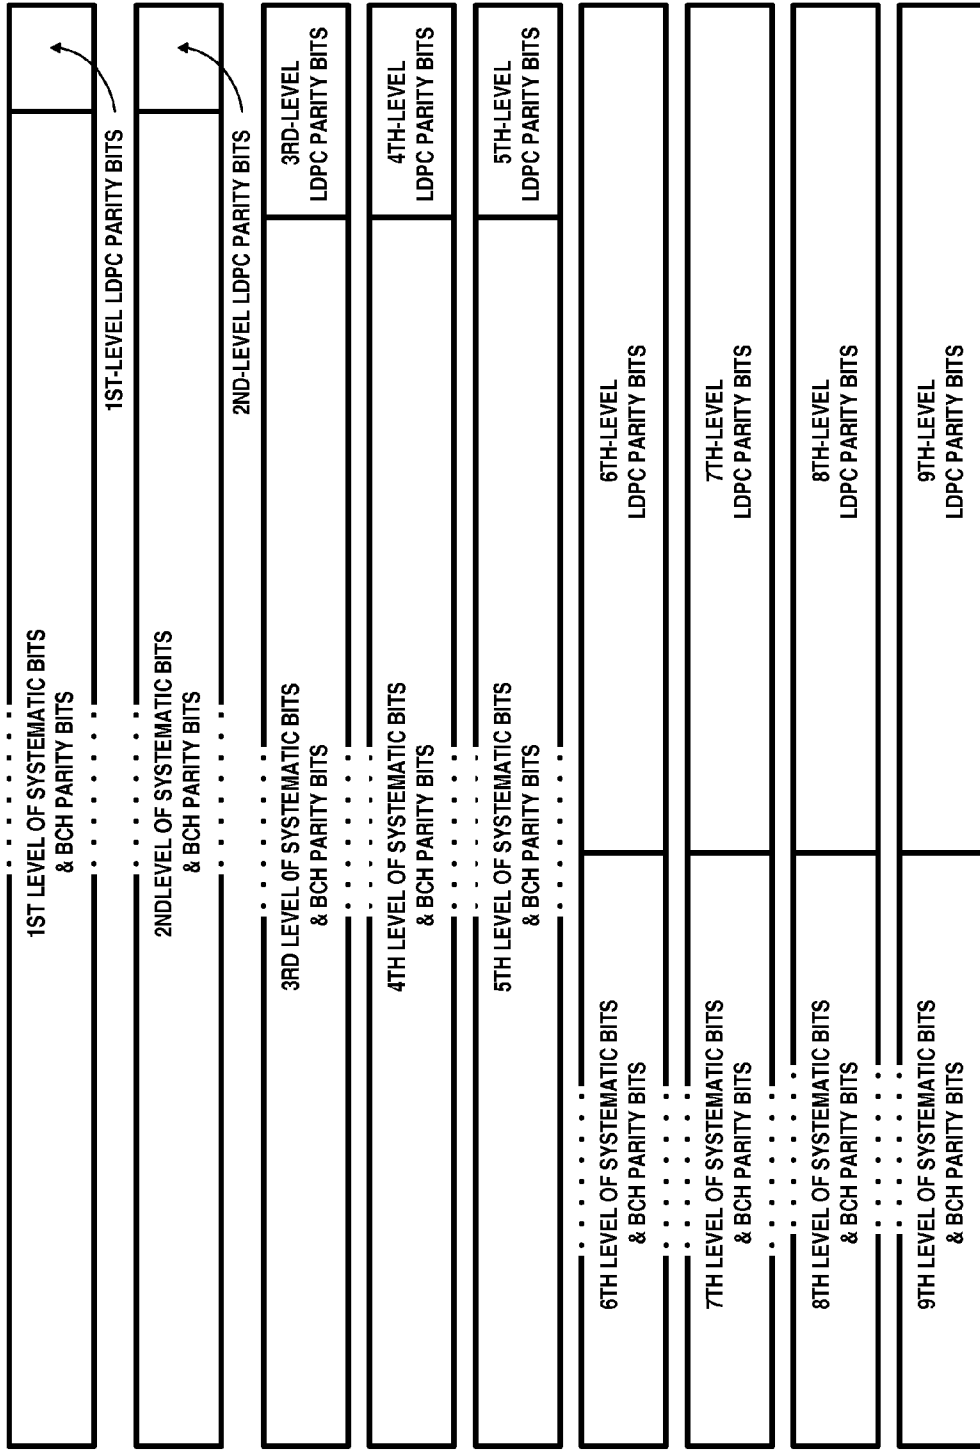 1ST LEVEL OF SYSTEMATIC BITS
& BCH PARITY BITS
1ST-LEVEL LDPC PARITY BITS
2NDLEVEL OF SYSTEMATIC BITS
& BCH PARITY BITS
2ND-LEVEL LDPC PARITY BITS
3RD LEVEL OF SYSTEMATIC BITS
& BCH PARITY BITS
3RD-LEVEL
LDPC PARITY BITS
4TH LEVEL OF SYSTEMATIC BITS
& BCH PARITY BITS
4TH-LEVEL
LDPC PARITY BITS
5TH LEVEL OF SYSTEMATIC BITS
& BCH PARITY BITS
5TH-LEVEL
LDPC PARITY BITS
6TH LEVEL OF SYSTEMATIC BITS
& BCH PARITY BITS
6TH-LEVEL
LDPC PARITY BITS
7TH LEVEL OF SYSTEMATIC BITS
& BCH PARITY BITS
7TH-LEVEL
LDPC PARITY BITS
8TH LEVEL OF SYSTEMATIC BITS
& BCH PARITY BITS
8TH-LEVEL
LDPC PARITY BITS
9TH LEVEL OF SYSTEMATIC BITS
& BCH PARITY BITS
9TH-LEVEL
LDPC PARITY BITS